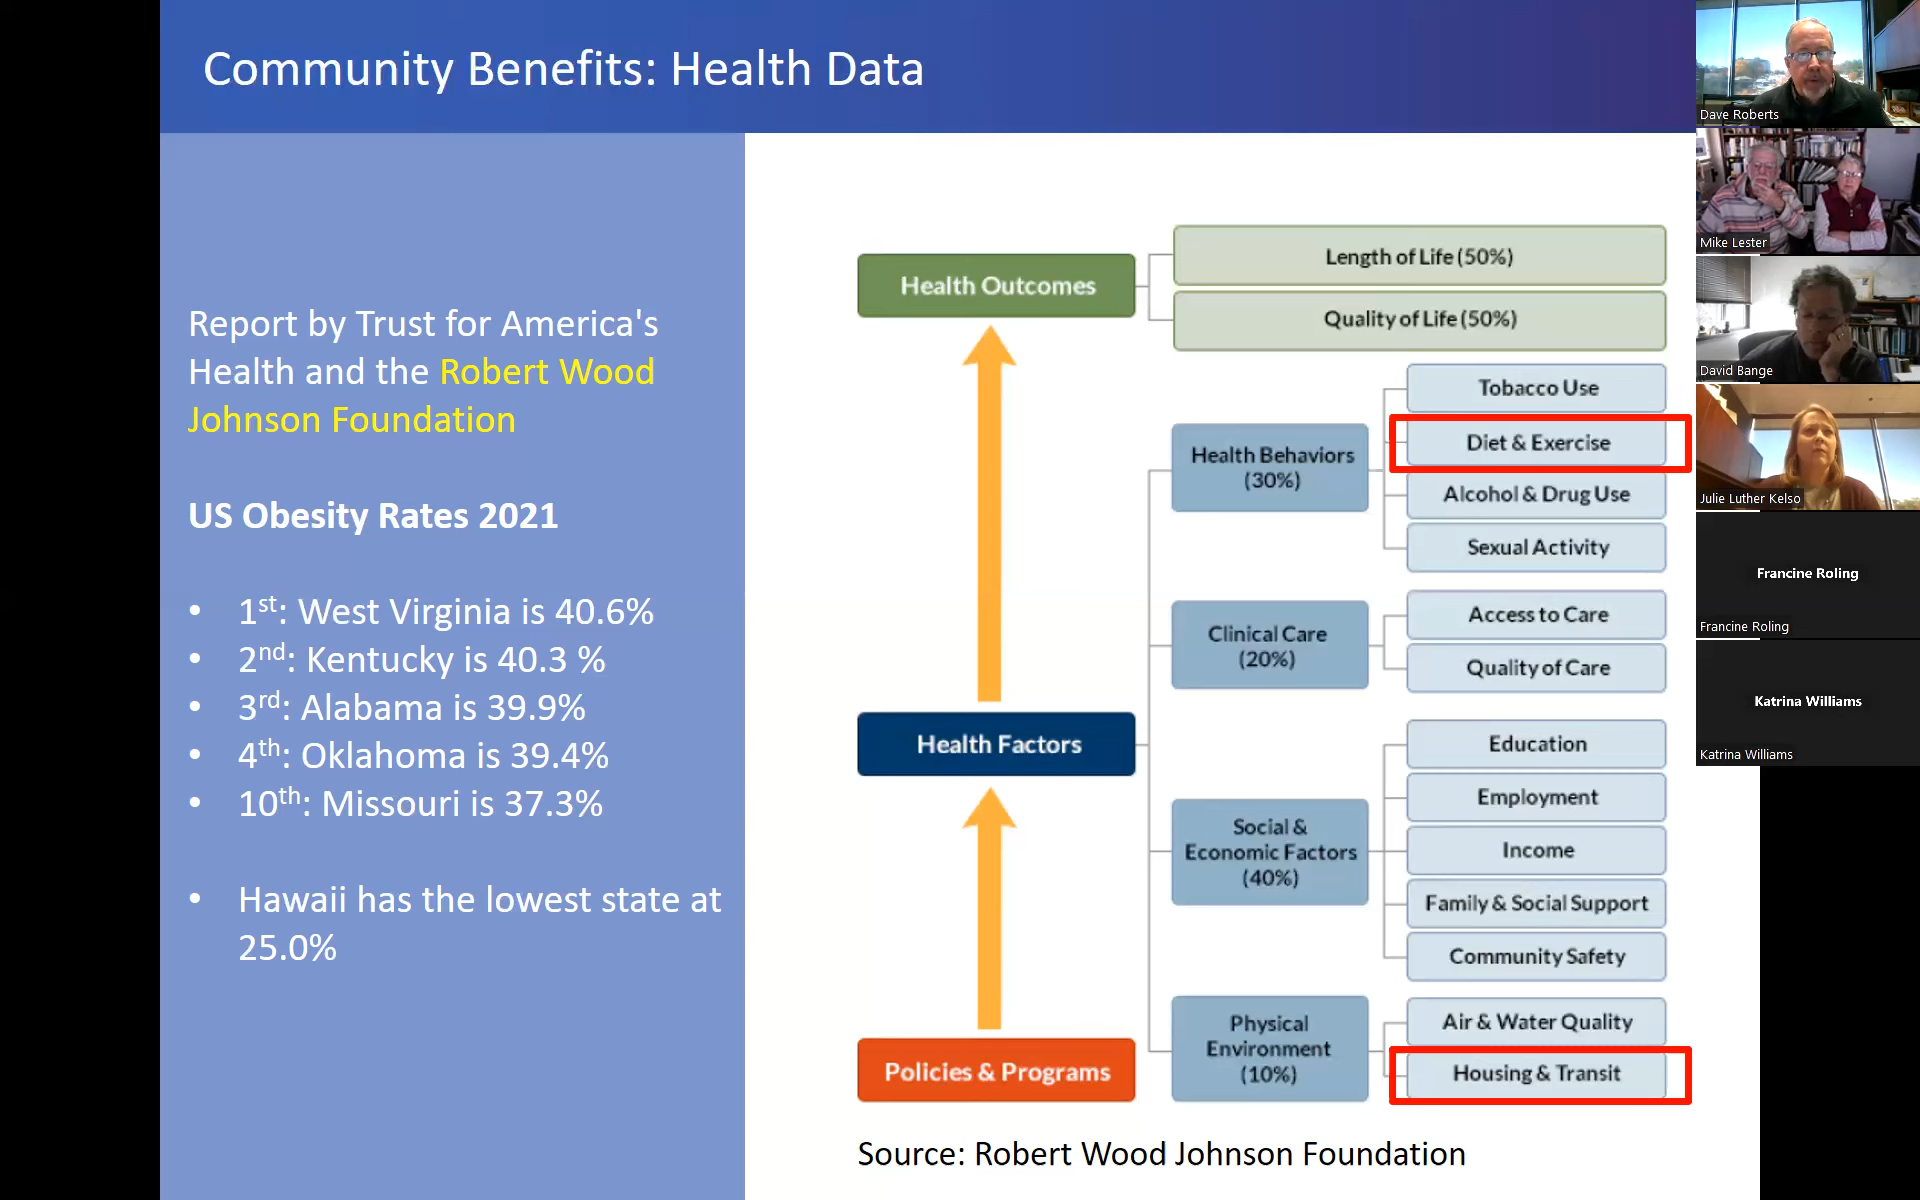 Community Benefits: Health Data
Report by Trust for America's
Health and the Robert Wood
Johnson Foundation
US Obesity Rates 2021
• 1st: West Virginia is 40.6%
• 2nd: Kentucky is 40.3 %
• 3rd: Alabama is 39.9%
• 4th: Oklahoma is 39.4%
• 10th: Missouri is 37.3%
• Hawaii has the lowest state at
25.0%
Health Outcomes
Length of Life (50%)
Quality of Life (50%)
Health Factors
Policies & Programs
Health Behaviors
(30%)
Tobacco Use
Diet & Exercise
Alcohol & Drug Use
Sexual Activity
Clinical Care
(20%)
Access to Care
Quality of Care
Social &
Economic Factors
(40%)
Education
Employment
Income
Family & Social Support
Community Safety
Physical
Environment
(10%)
Air & Water Quality
Housing & Transit
Source: Robert Wood Johnson Foundation
Dave Roberts
Mike Lester
David Bange
Julie Luther Kelso
Francine Roling
Francine Roling
Katrina Williams
Katrina Williams